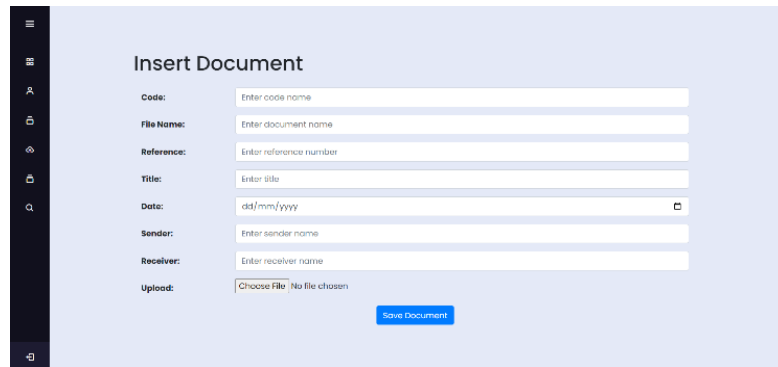 Insert Document
Code: Enter code name
File Name: Enter document name
Reference: Enter reference number
Title: Enter title
Date: dd/mm/yyyy
Sender: Enter sender name
Receiver: Enter receiver name
Upload: Choose File No file chosen
Save Document